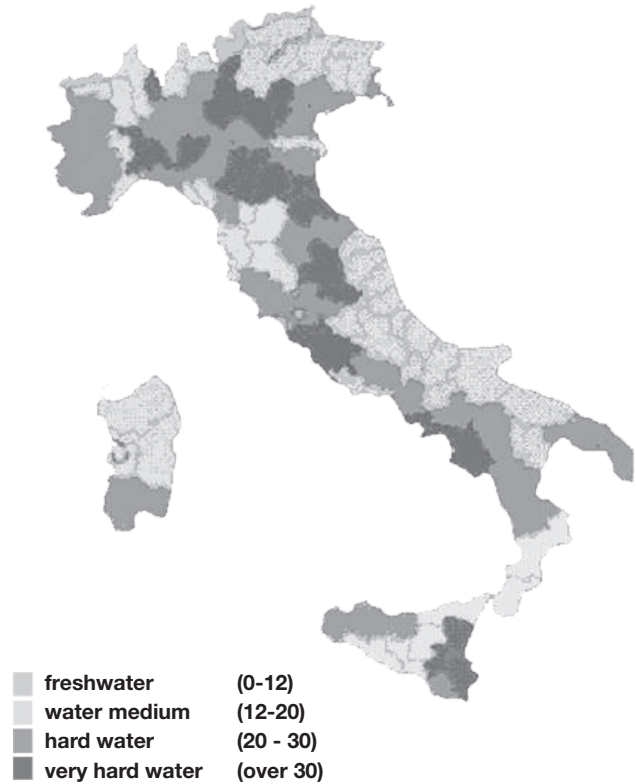 freshwater (0-12)
water medium (12-20)
hard water (20 - 30)
very hard water (over 30)